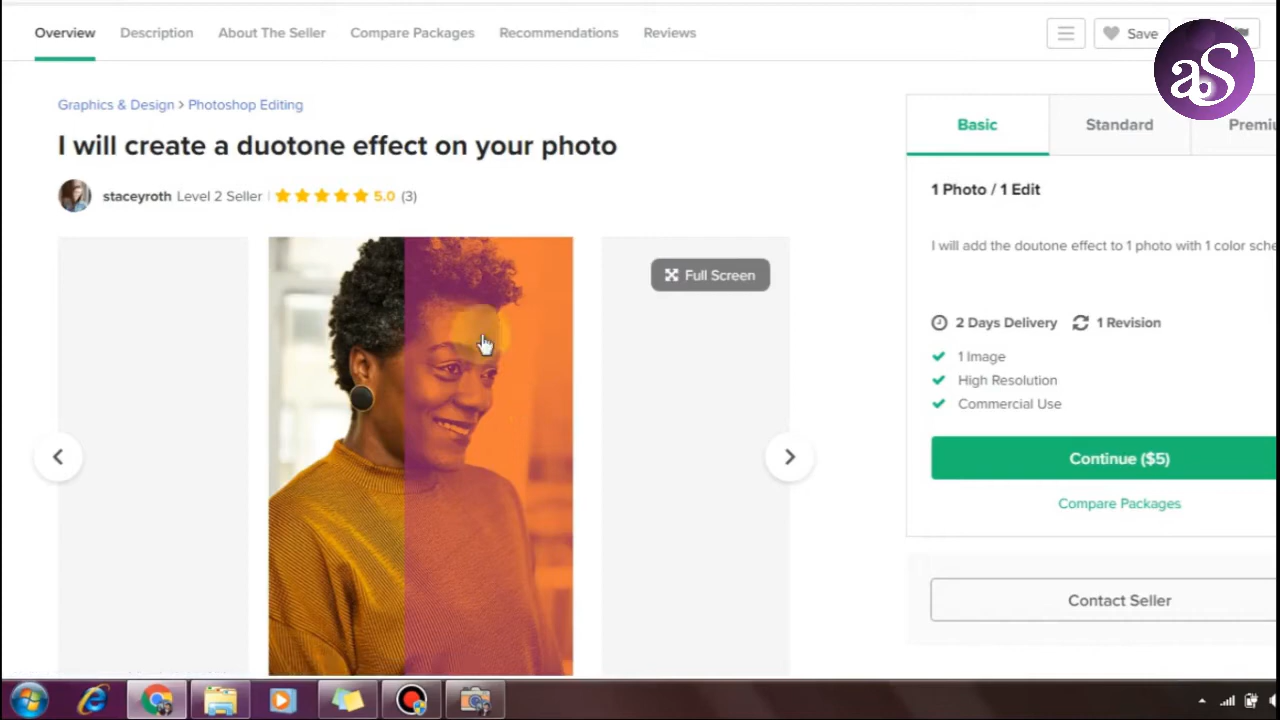 Overview Description About The Seller Compare Packages Recommendations Reviews
Save
aS
Graphics & Design > Photoshop Editing
I will create a duotone effect on your photo
staceyroth Level 2 Seller 5.0 (3)
Full Screen
Basic Standard
1 Photo / 1 Edit
I will add the doutone effect to 1 photo with 1 color
2 Days Delivery 1 Revision
1 Image
High Resolution
Commercial Use
Continue ($5)
Compare Packages
Contact Seller